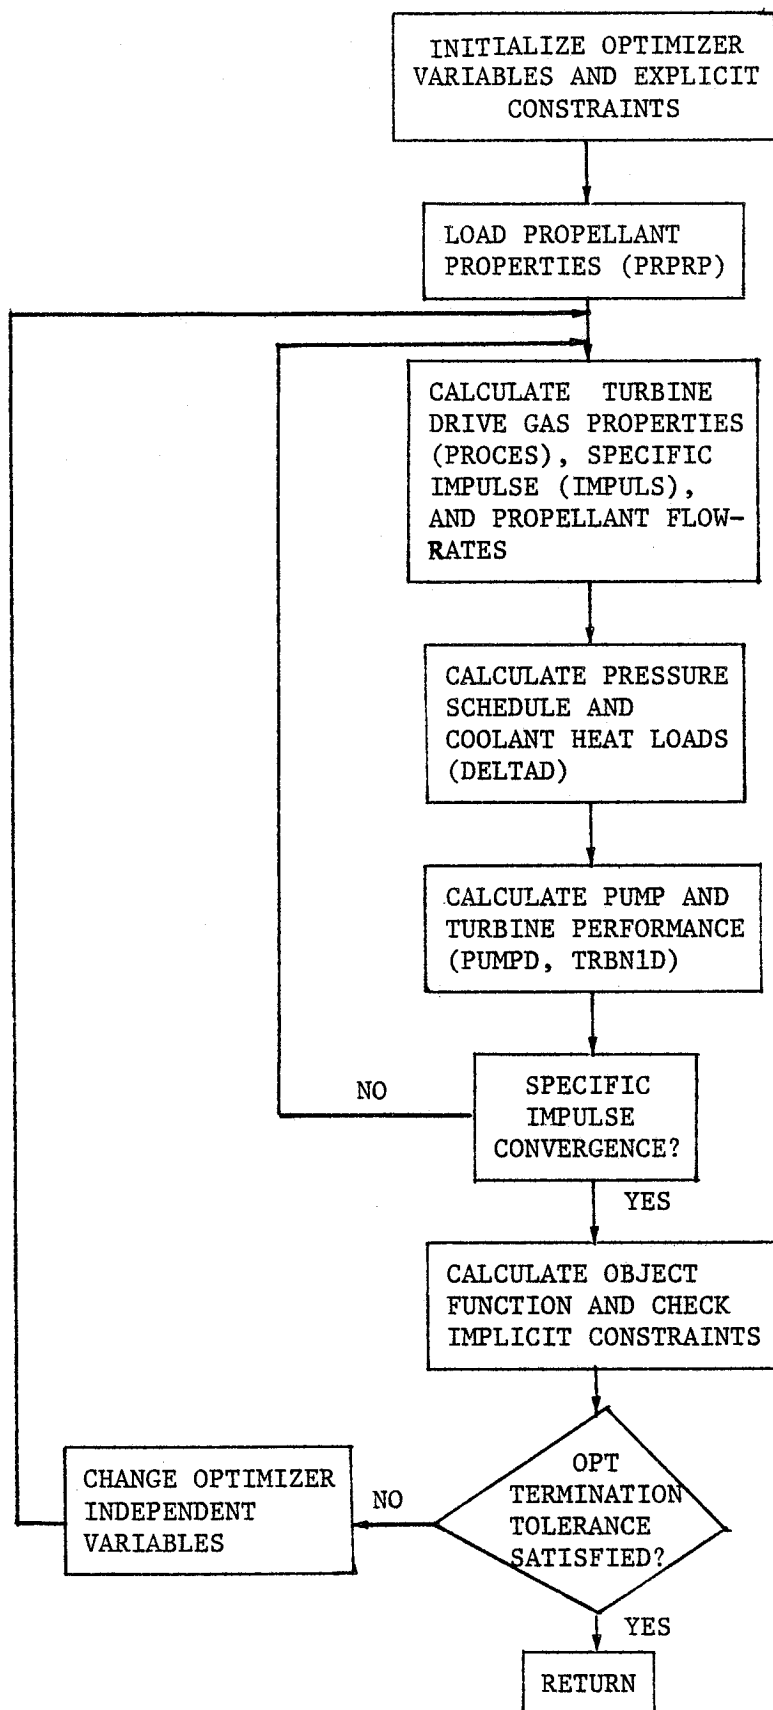 INITIALIZE OPTIMIZER
VARIABLES AND EXPLICIT
CONSTRAINTS
LOAD PROPELLANT
PROPERTIES (PRPRP)
CALCULATE TURBINE
DRIVE GAS PROPERTIES
(PROCES), SPECIFIC
IMPULSE (IMPULS),
AND PROPELLANT FLOW-
RATES
CALCULATE PRESSURE
SCHEDULE AND
COOLANT HEAT LOADS
(DELTAD)
CALCULATE PUMP AND
TURBINE PERFORMANCE
(PUMPD, TRBN1D)
SPECIFIC
IMPULSE
CONVERGENCE?
NO
YES
CALCULATE OBJECT
FUNCTION AND CHECK
IMPLICIT CONSTRAINTS
OPT
TERMINATION
TOLERANCE
SATISFIED?
NO
CHANGE OPTIMIZER
INDEPENDENT
VARIABLES
YES
RETURN